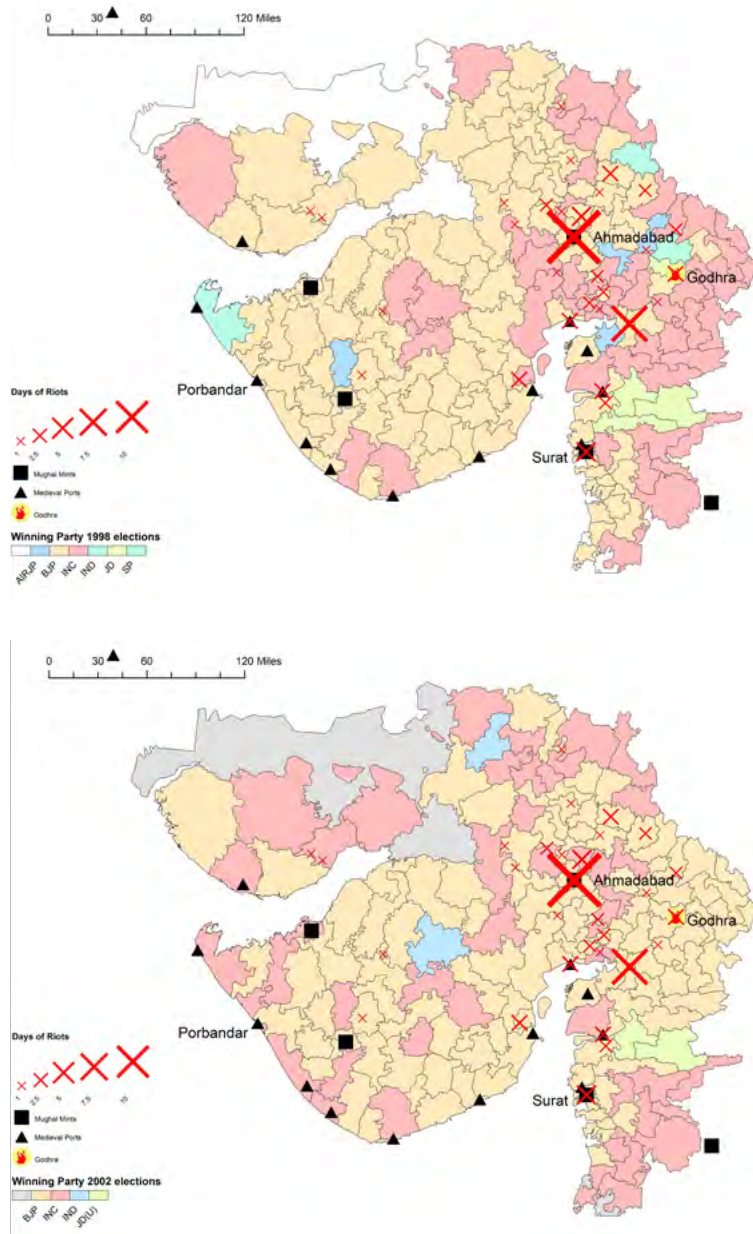 0 30 60 120 Miles
Ahmadabad
Godhra
Porbandar
Surat
Days of Riots
1 2.5 5 7.5 10
Mughal Mints
Medieval Ports
Godhra
Winning Party 1998 elections
AIRJP BJP INC IND JD SP
0 30 60 120 Miles
Ahmadabad
Godhra
Porbandar
Surat
Days of Riots
1 2.5 5 7.5 10
Mughal Mints
Medieval Ports
Godhra
Winning Party 2002 elections
BJP INC IND JD(U)